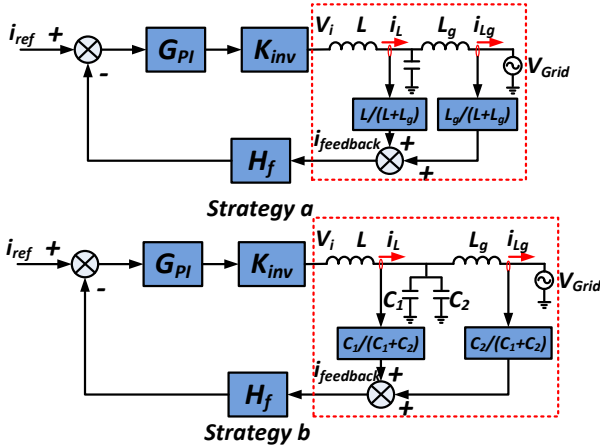 V_i L i_L L_g i_Lg
i_ref + G_PI K_inv V_Grid
-
L/(L+L_g) L_g/(L+L_g)
i_feedback + +
H_f
Strategy a
V_i L i_L L_g i_Lg
i_ref + G_PI K_inv V_Grid
-
C_1 C_2
C_1/(C_1+C_2) C_2/(C_1+C_2)
i_feedback + +
H_f
Strategy b